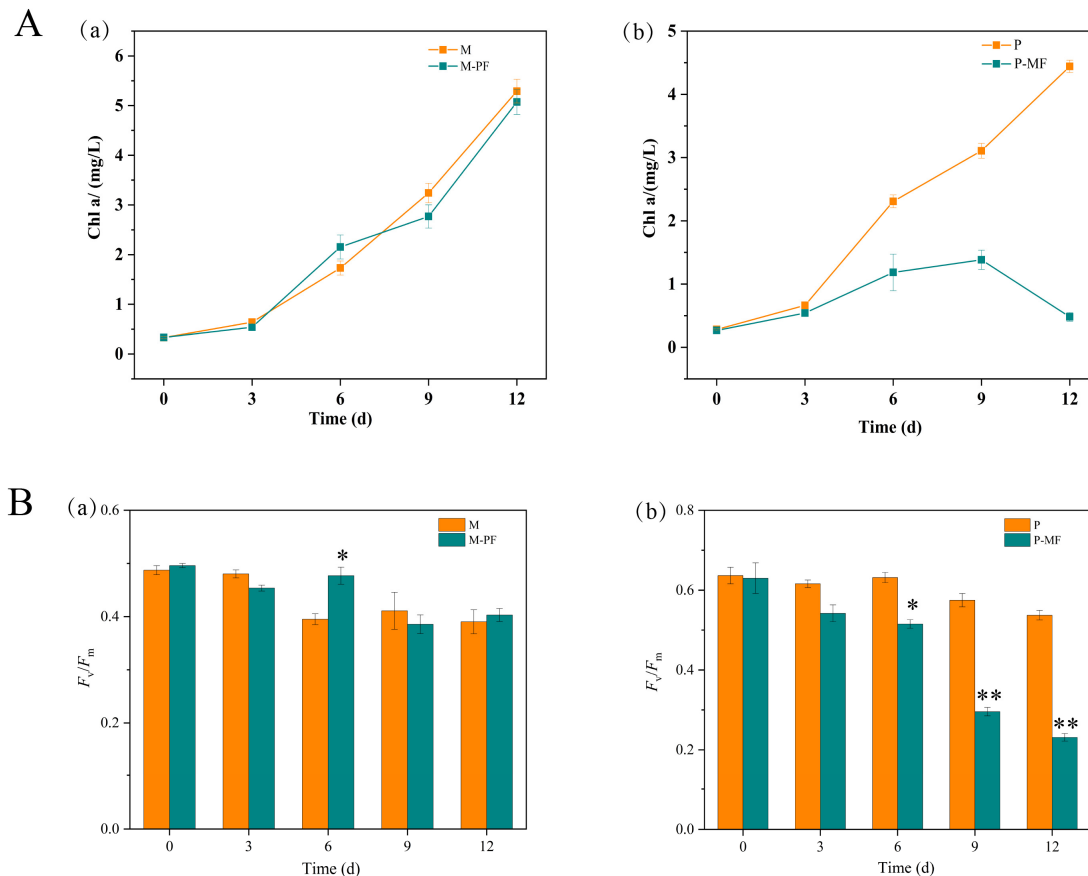 A
(a)
M
M-PF
Chl a/ (mg/L)
6
5
4
3
2
1
0
0 3 6 9 12
Time (d)
(b)
P
P-MF
Chl a/(mg/L)
5
4
3
2
1
0
0 3 6 9 12
Time (d)
B
(a)
M
M-PF
Fv/Fm
0.6
0.4
0.2
0.0
*
0 3 6 9 12
Time (d)
(b)
P
P-MF
Fv/Fm
0.8
0.6
0.4
0.2
0.0
*
**
**
0 3 6 9 12
Time (d)